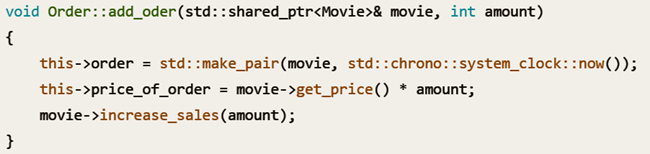 void Order::add_oder(std::shared_ptr<Movie>& movie, int amount)
{
    this->order = std::make_pair(movie, std::chrono::system_clock::now());
    this->price_of_order = movie->get_price() * amount;
    movie->increase_sales(amount);
}